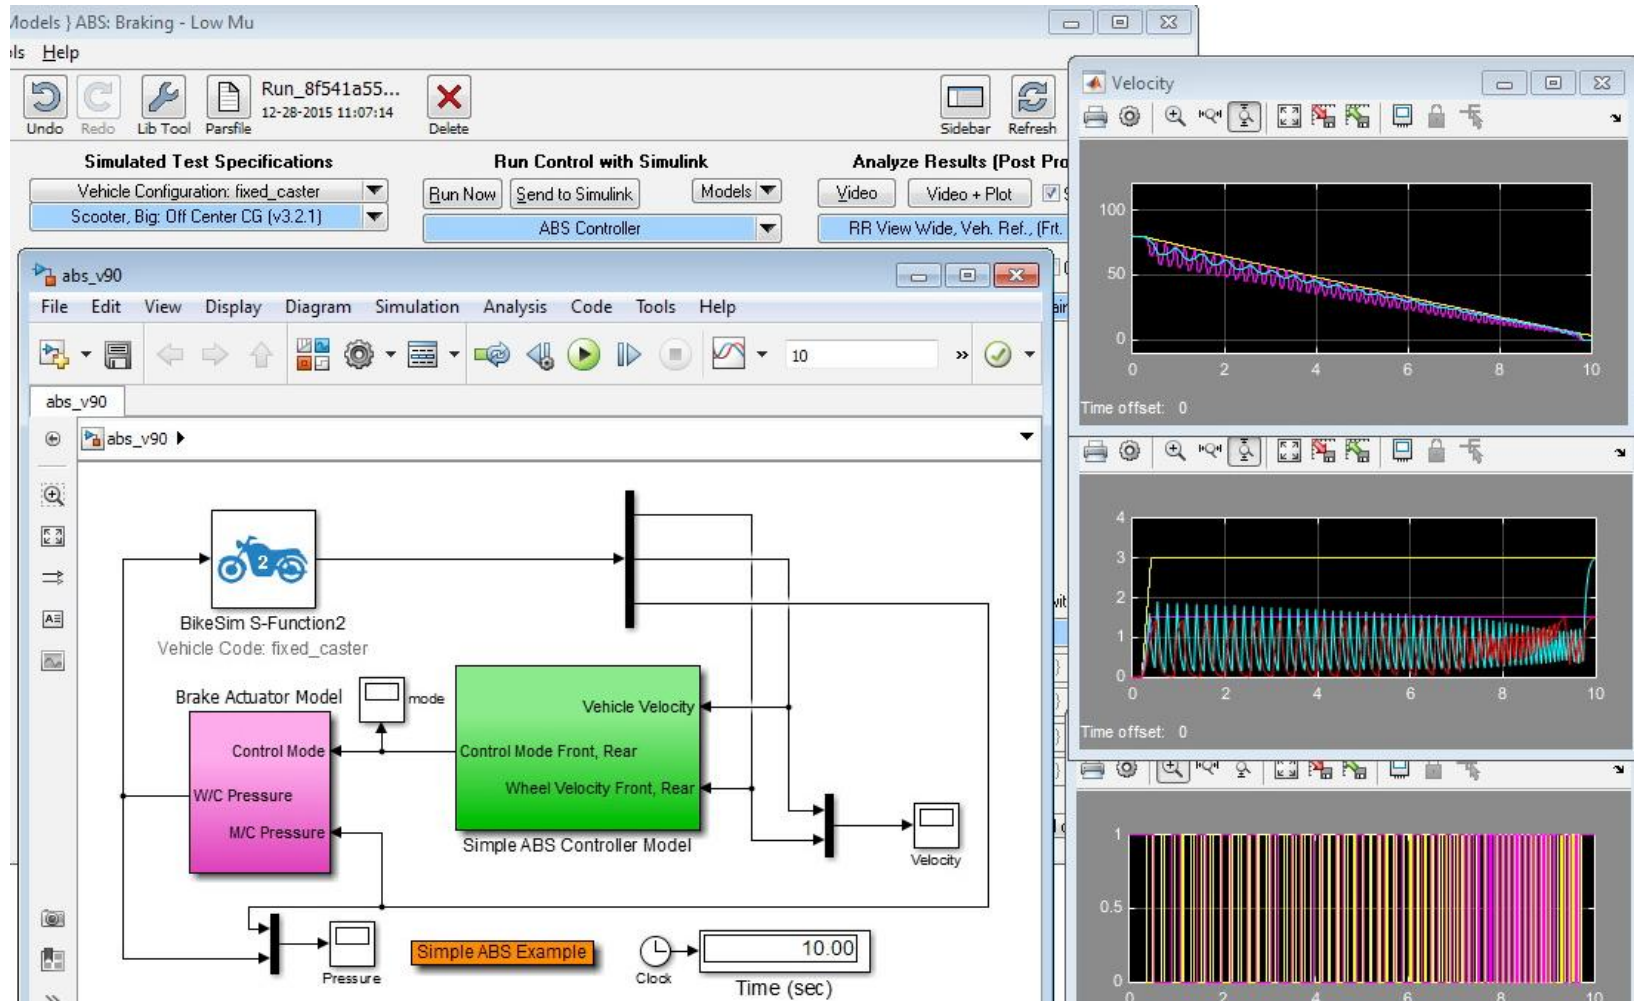 Models } ABS: Braking - Low Mu
Help
Undo
Redo
Lib Tool
Parsfile
Run_8f541a55...
12-28-2015 11:07:14
Delete
Sidebar
Refresh
Simulated Test Specifications
Run Control with Simulink
Analyze Results (Post Pro
Vehicle Configuration: fixed_caster
Run Now
Send to Simulink
Models
Video
Video + Plot
Scooter, Big: Off Center CG (v3.2.1)
ABS Controller
RR View Wide, Veh. Ref., (Frt.
abs_v90
File Edit View Display Diagram Simulation Analysis Code Tools Help
10
»
abs_v90
abs_v90
2
BikeSim S-Function2
Vehicle Code: fixed_caster
Brake Actuator Model
mode
Control Mode
W/C Pressure
M/C Pressure
Vehicle Velocity
Control Mode Front, Rear
Wheel Velocity Front, Rear
Simple ABS Controller Model
Velocity
Pressure
Simple ABS Example
Clock
10.00
Time (sec)
Velocity
100
50
0
0 2 4 6 8 10
Time offset: 0
4
3
2
1
0
0 2 4 6 8 10
Time offset: 0
1
0.5
0
0 2 4 6 8 10